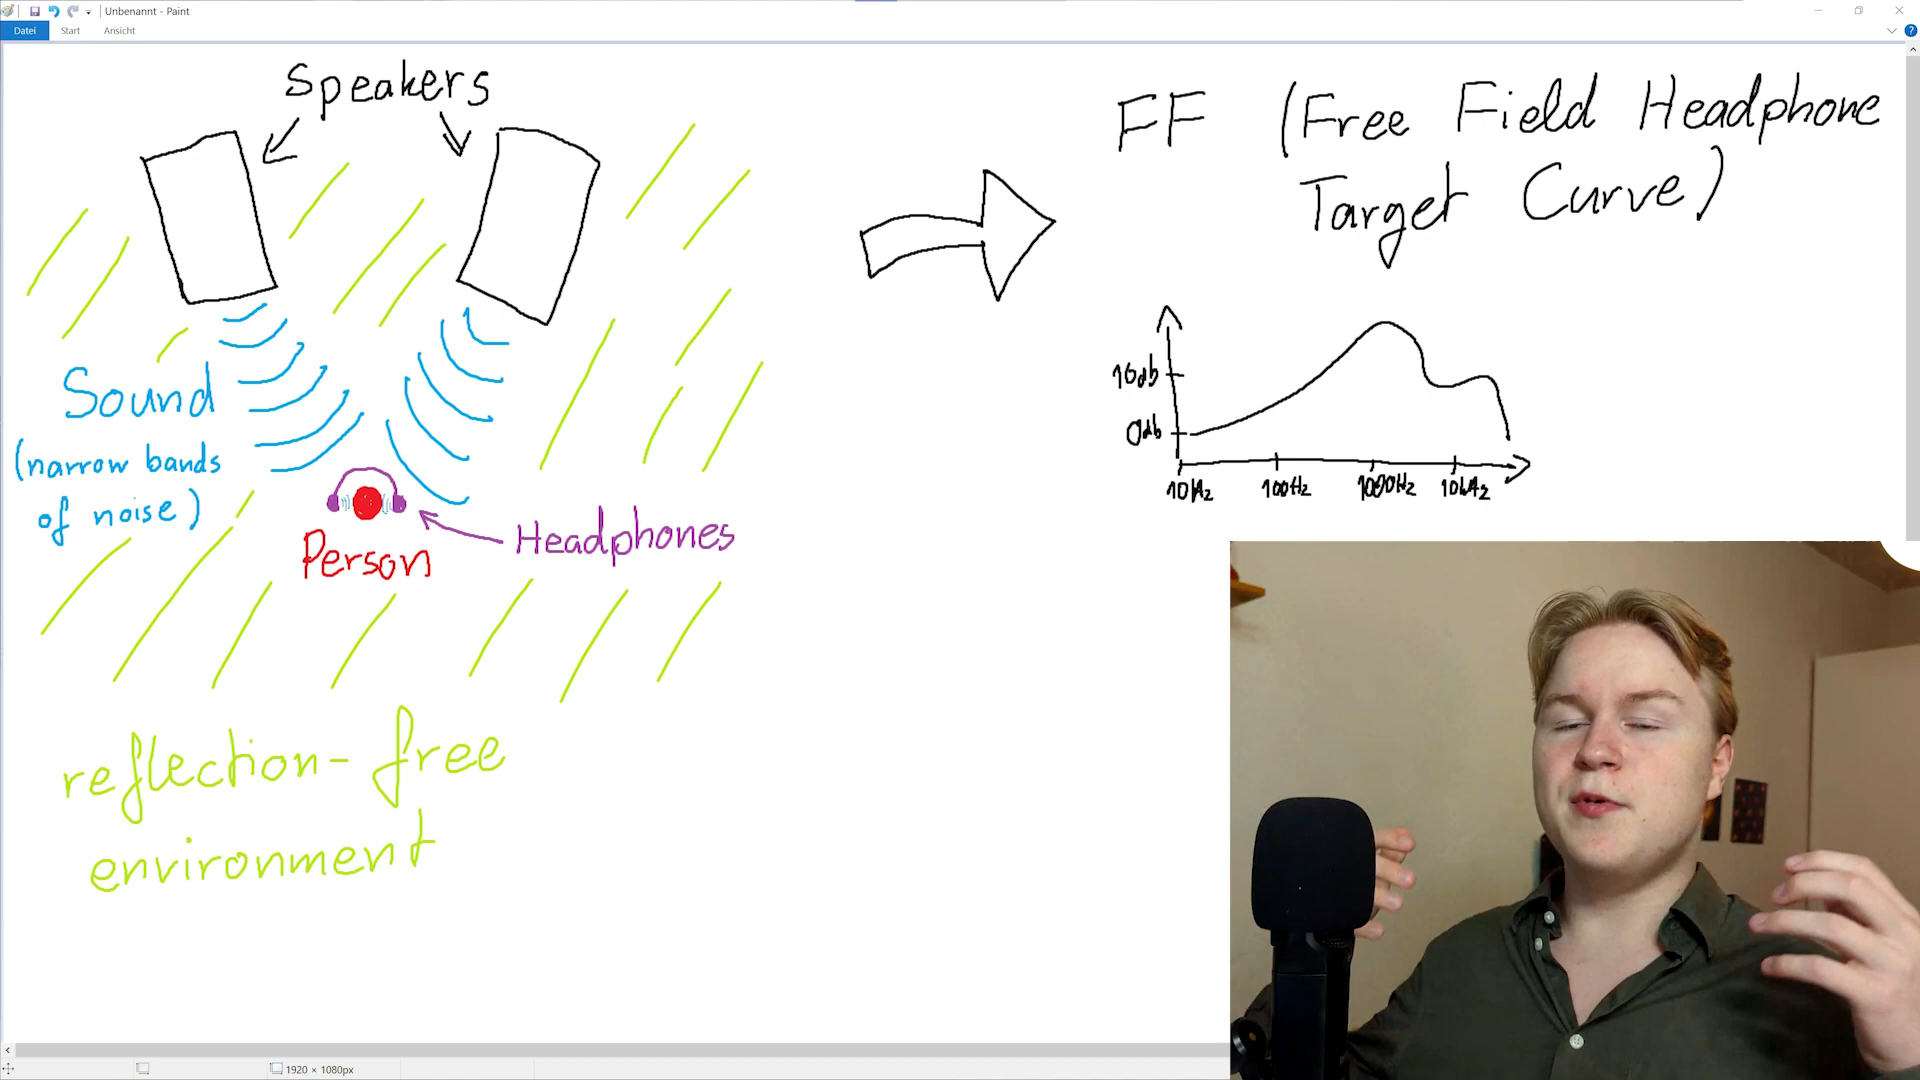 Unbenannt - Paint
Datei Start Ansicht
Speakers
FF (Free Field Headphone
Target Curve)
Sound
(narrow bands
of noise)
Person
Headphones
reflection-free
environment
10db
0db
10Hz 100Hz 1000Hz 10kHz
1920 × 1080px